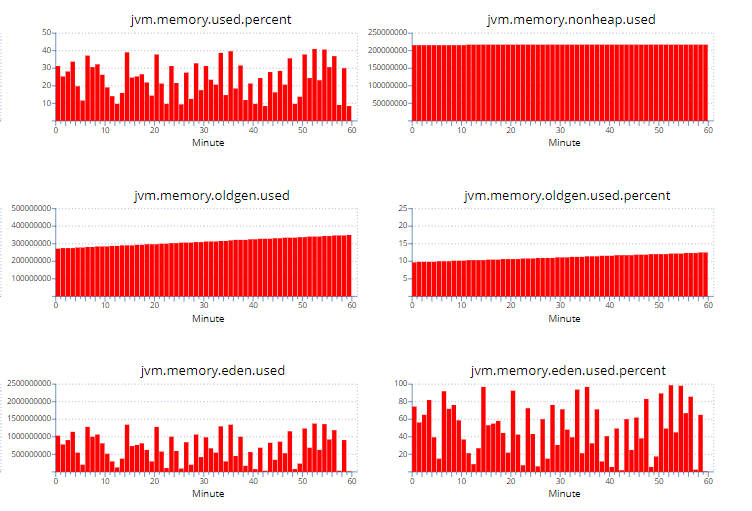 jvm.memory.used.percent
50
40
30
20
10
0 10 20 30 40 50 60
Minute
jvm.memory.nonheap.used
250000000
200000000
150000000
100000000
50000000
0 10 20 30 40 50 60
Minute
jvm.memory.oldgen.used
500000000
400000000
300000000
200000000
100000000
0 10 20 30 40 50 60
Minute
jvm.memory.oldgen.used.percent
25
20
15
10
5
0 10 20 30 40 50 60
Minute
jvm.memory.eden.used
2500000000
2000000000
1500000000
1000000000
500000000
0 10 20 30 40 50 60
Minute
jvm.memory.eden.used.percent
100
80
60
40
20
0 10 20 30 40 50 60
Minute